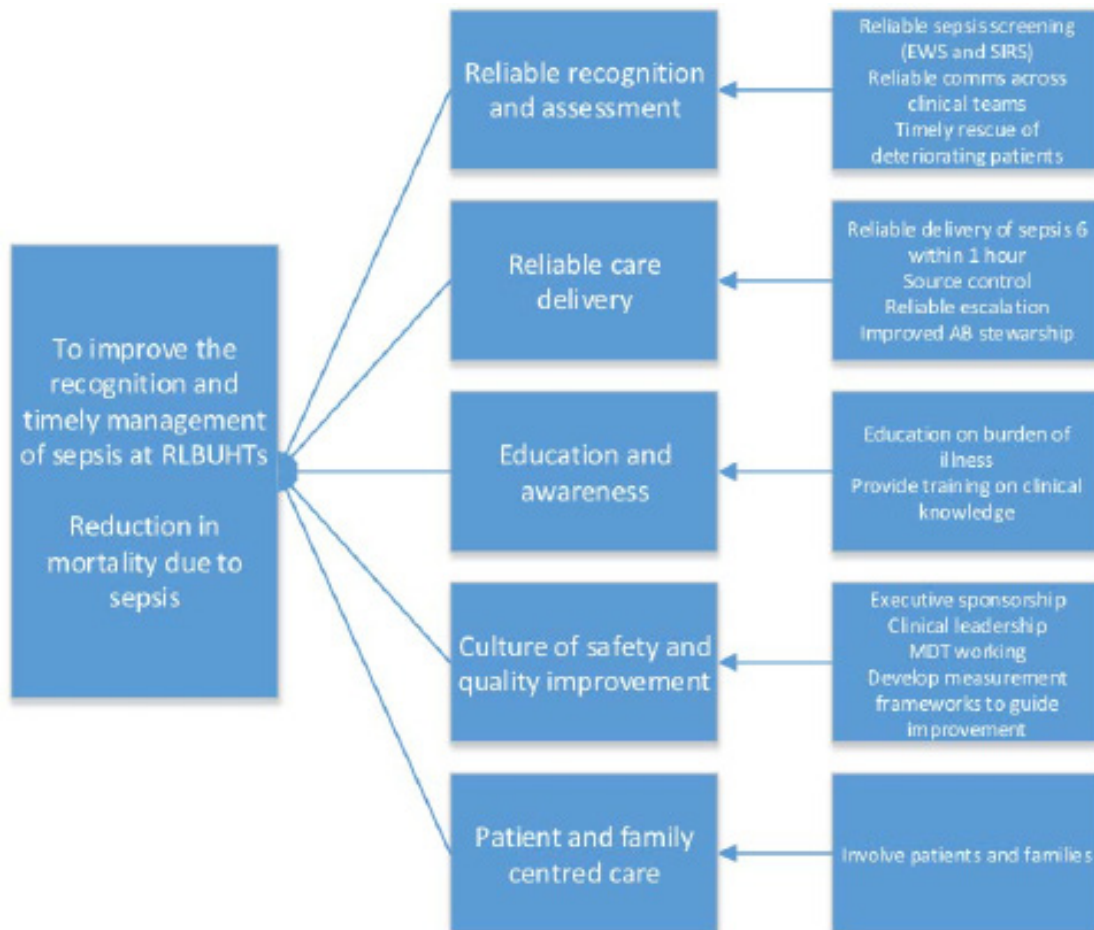 To improve the
recognition and
timely management
of sepsis at RLBUHTs
Reduction in
mortality due to
sepsis
Reliable recognition
and assessment
Reliable sepsis screening
(EWS and SIRS)
Reliable comms across
clinical teams
Timely rescue of
deteriorating patients
Reliable care
delivery
Reliable delivery of sepsis 6
within 1 hour
Source control
Reliable escalation
Improved AB stewarship
Education and
awareness
Education on burden of
illness
Provide training on clinical
knowledge
Culture of safety and
quality improvement
Executive sponsorship
Clinical leadership
MDT working
Develop measurement
frameworks to guide
improvement
Patient and family
centred care
Involve patients and families